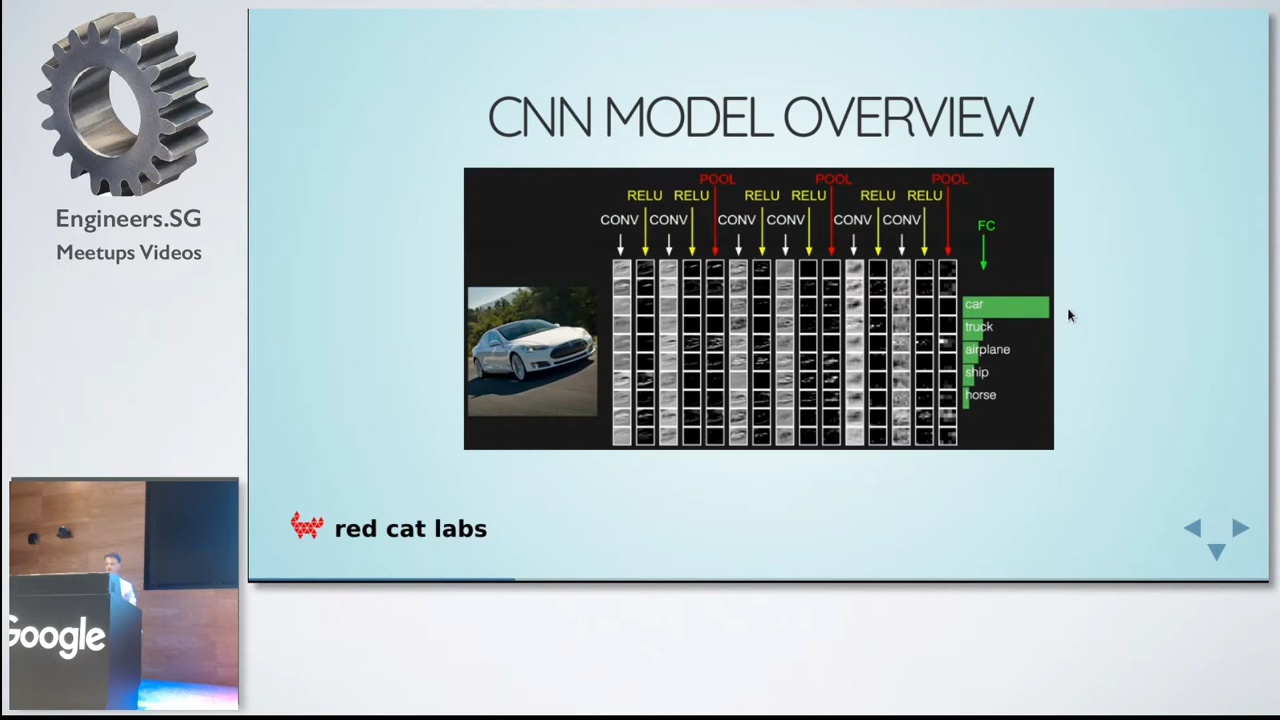 Engineers.SG
Meetups Videos
CNN MODEL OVERVIEW
POOL POOL POOL
RELU RELU RELU RELU RELU RELU
CONV CONV CONV CONV CONV CONV
FC
car
truck
airplane
ship
horse
red cat labs
Google